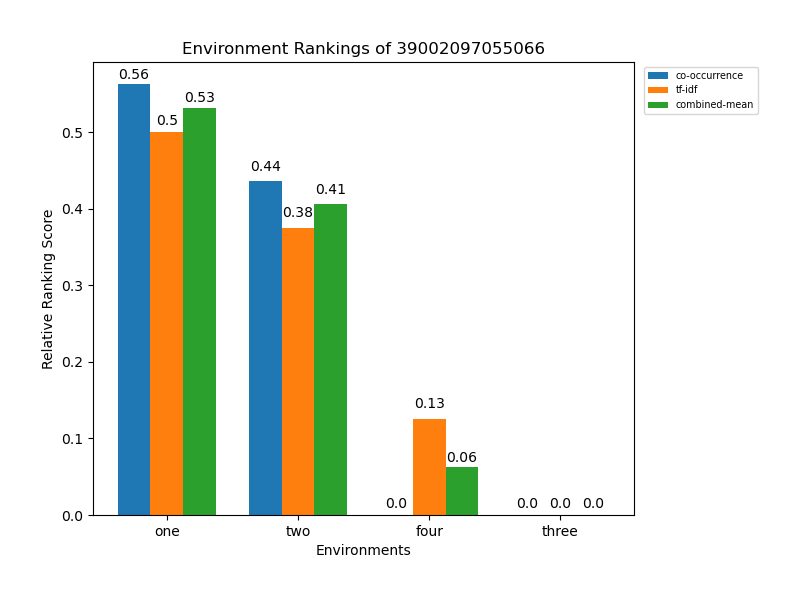 Environment Rankings of 39002097055066
co-occurrence
tf-idf
combined-mean
Relative Ranking Score
0.5
0.4
0.3
0.2
0.1
0.0
0.56
0.5
0.53
0.44
0.38
0.41
0.0
0.13
0.06
0.0
0.0
0.0
one
two
four
three
Environments